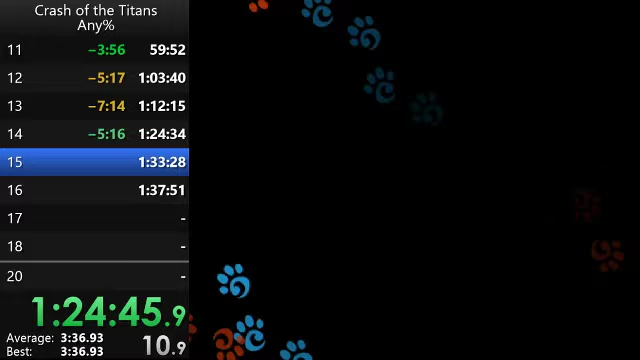 Crash of the Titans
Any%
11 -3:56 59:52
12 -5:17 1:03:40
13 -7:14 1:12:15
14 -5:16 1:24:34
15 1:33:28
16 1:37:51
17 -
18 -
20 -
1:24:45.9
Average: 3:36.93
Best: 3:36.93
10.9